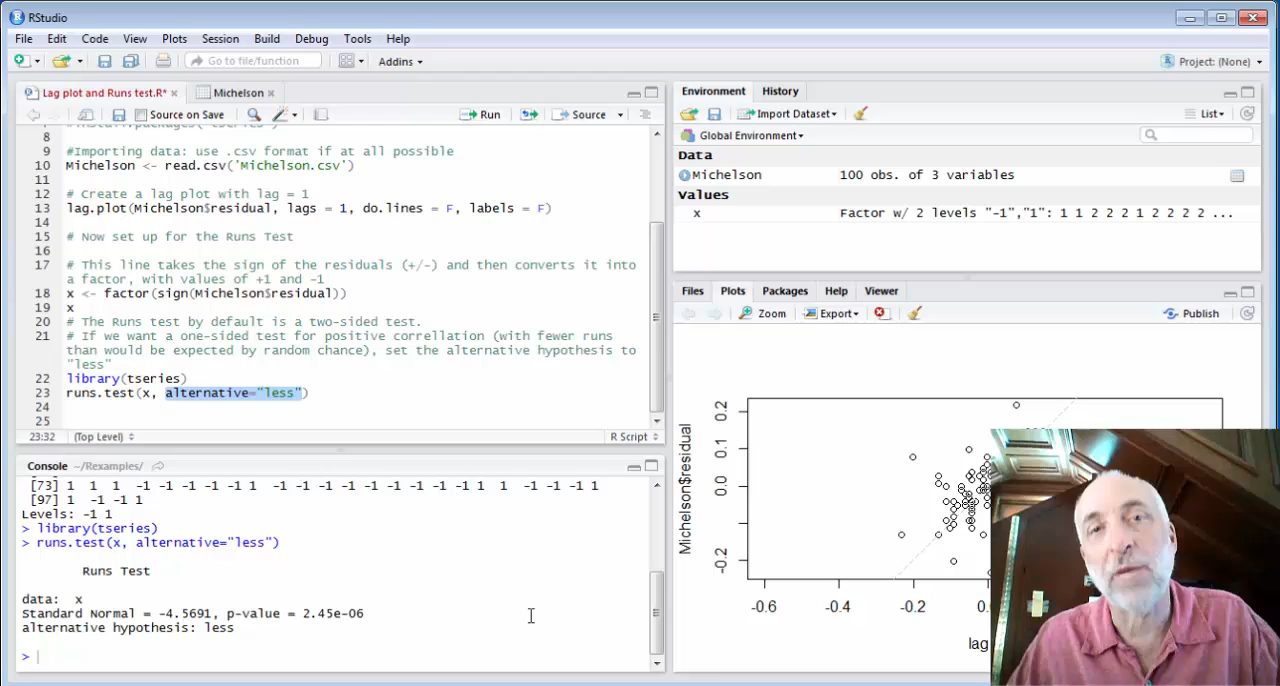 RStudio
File Edit Code View Plots Session Build Debug Tools Help
Go to file/function Addins Project: (None)
Lag plot and Runs test.R* Michelson
Source on Save Run Source
8
9 #Importing data: use .csv format if at all possible
10 Michelson <- read.csv('Michelson.csv')
11
12 # Create a lag plot with lag = 1
13 lag.plot(Michelson$residual, lags = 1, do.lines = F, labels = F)
14
15 # Now set up for the Runs Test
16
17 # This line takes the sign of the residuals (+/-) and then converts it into
a factor, with values of +1 and -1
18 x <- factor(sign(Michelson$residual))
19 x
20 # The Runs test by default is a two-sided test.
21 # If we want a one-sided test for positive correllation (with fewer runs
than would be expected by random chance), set the alternative hypothesis to
"less"
22 library(tseries)
23 runs.test(x, alternative="less")
24
25
23:32 (Top Level) R Script
Console ~/Rexamples/
[73] 1 1 1 -1 -1 -1 -1 -1 -1 -1 -1 -1 -1 -1 -1 -1 -1 -1 1 1 -1 -1 -1 1
[97] 1 -1 -1 1
Levels: -1 1
> library(tseries)
> runs.test(x, alternative="less")
Runs Test
data: x
Standard Normal = -4.5691, p-value = 2.45e-06
alternative hypothesis: less
>
Environment History
Import Dataset List
Global Environment
Data
Michelson 100 obs. of 3 variables
Values
x Factor w/ 2 levels "-1","1": 1 1 2 2 2 1 2 2 2 2 ...
Files Plots Packages Help Viewer
Zoom Export Publish
0.2
0.1
0.0
-0.2
Michelson$residual
-0.6 -0.4 -0.2
lag